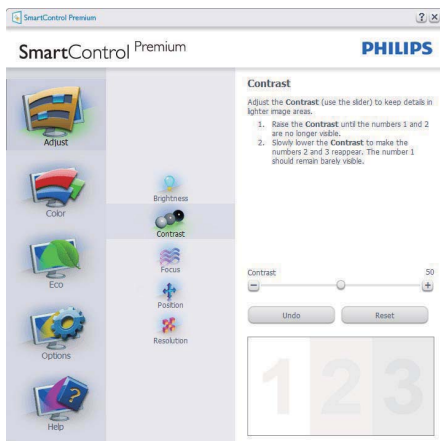 SmartControl Premium
SmartControl Premium
PHILIPS
Adjust
Color
Eco
Options
Help
Brightness
Contrast
Focus
Position
Resolution
Contrast
Adjust the Contrast (use the slider) to keep details in
lighter image areas.
1. Raise the Contrast until the numbers 1 and 2
are no longer visible.
2. Slowly lower the Contrast to make the
numbers 2 and 3 reappear. The number 1
should remain barely visible.
Contrast 50
Undo Reset
1 2 3